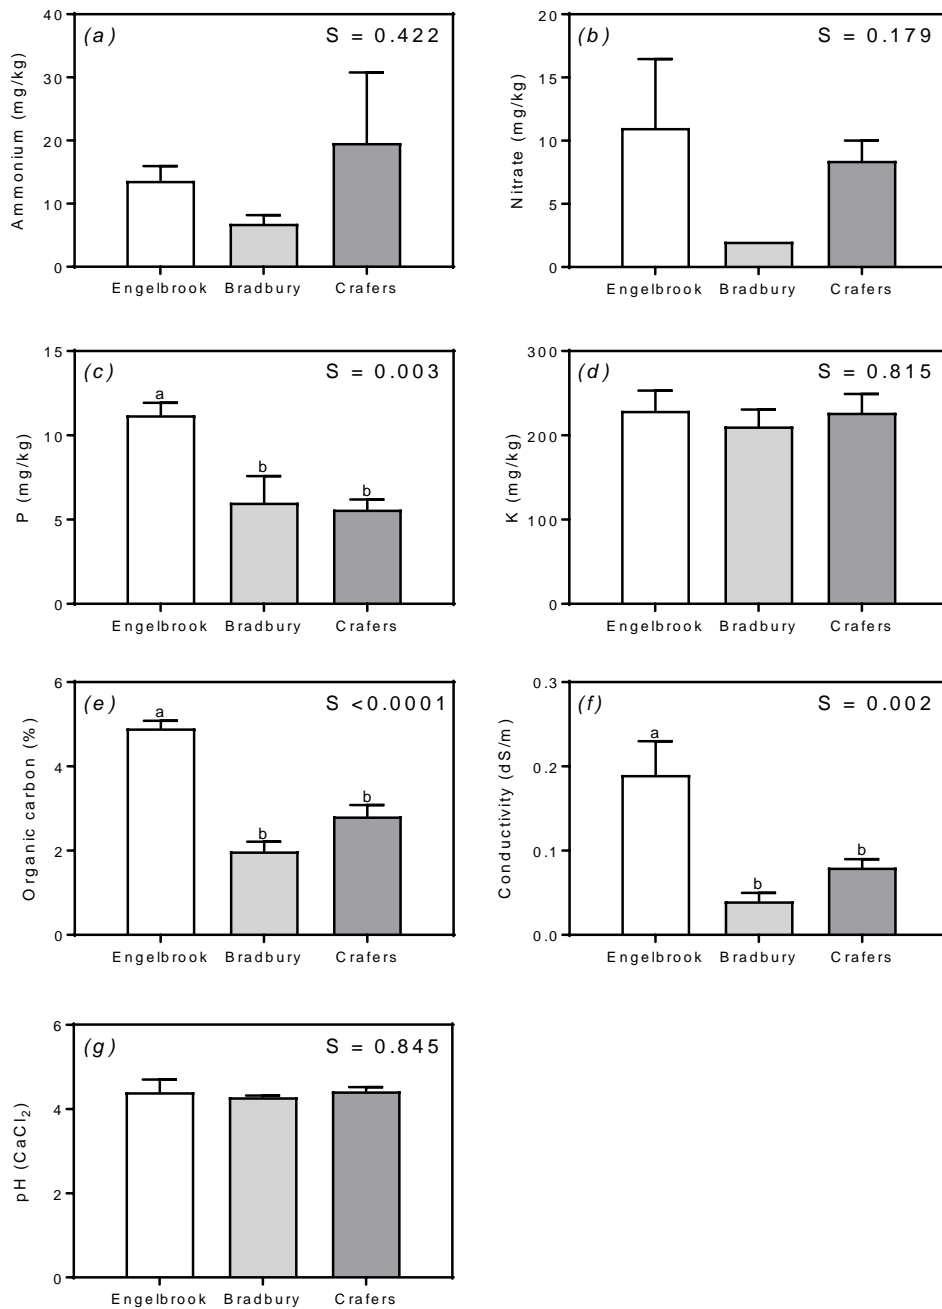 (a) S = 0.422
Ammonium (mg/kg)
40
30
20
10
0
Engelbrook Bradbury Crafers
(b) S = 0.179
Nitrate (mg/kg)
20
15
10
5
0
Engelbrook Bradbury Crafers
(c) S = 0.003
P (mg/kg)
15
10
5
0
a
b
b
Engelbrook Bradbury Crafers
(d) S = 0.815
K (mg/kg)
300
200
100
0
Engelbrook Bradbury Crafers
(e) S <0.0001
Organic carbon (%)
6
4
2
0
a
b
b
Engelbrook Bradbury Crafers
(f) S = 0.002
Conductivity (dS/m)
0.3
0.2
0.1
0.0
a
b
b
Engelbrook Bradbury Crafers
(g) S = 0.845
pH (CaCl₂)
6
4
2
0
Engelbrook Bradbury Crafers